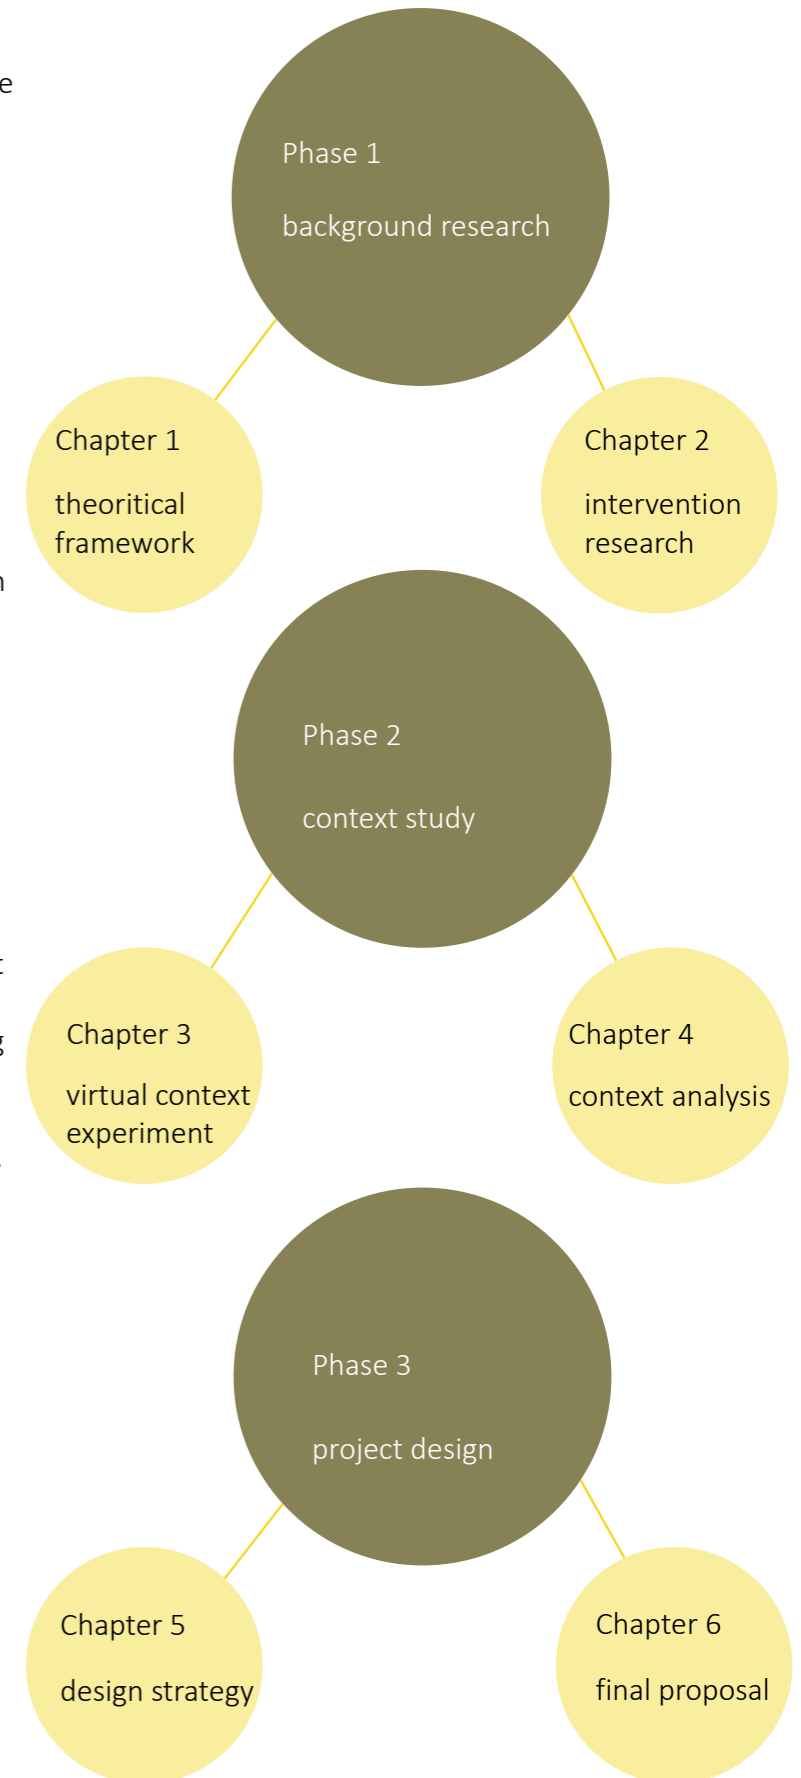 e
Phase 1
background research
Chapter 1
theoritical
framework
Chapter 2
intervention
research
n
Phase 2
context study
t
g
Chapter 3
virtual context
experiment
Chapter 4
context analysis
.
Phase 3
project design
Chapter 5
design strategy
Chapter 6
final proposal